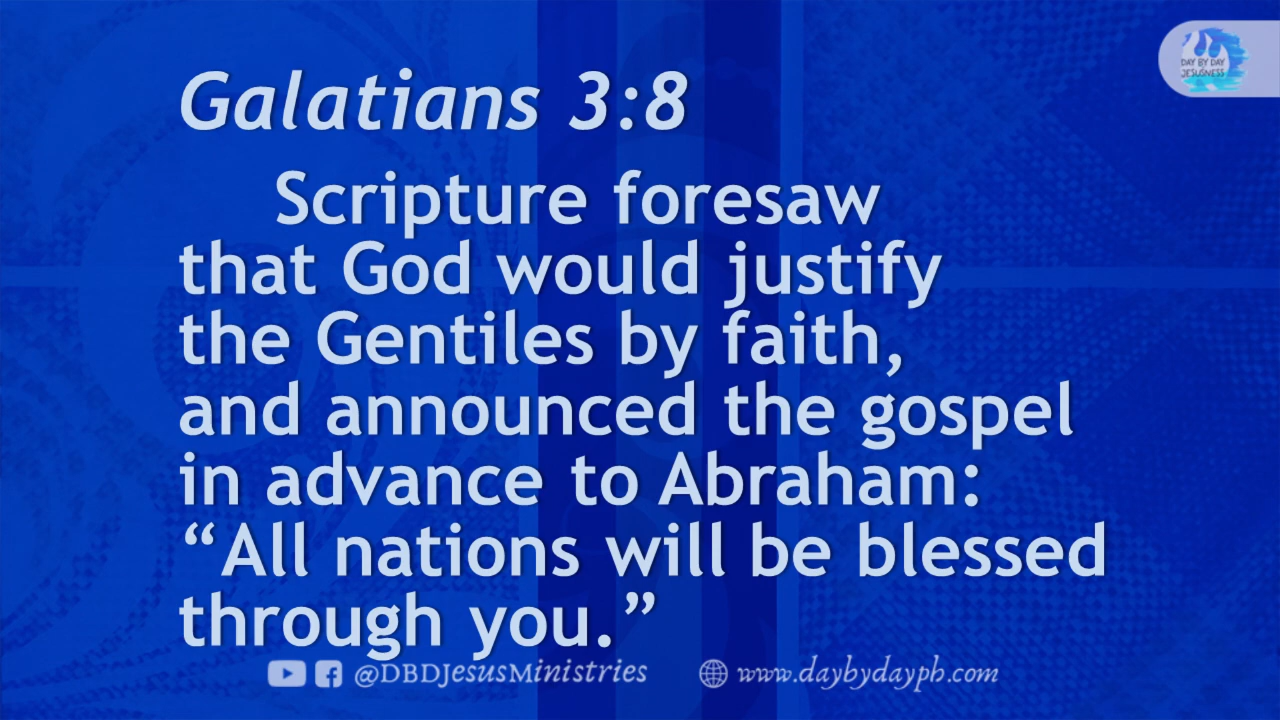 DAY BY DAY
JESUSNESS
Galatians 3:8
Scripture foresaw
that God would justify
the Gentiles by faith,
and announced the gospel
in advance to Abraham:
“All nations will be blessed
through you.”
@DBDJesusMinistries www.daybydayph.com